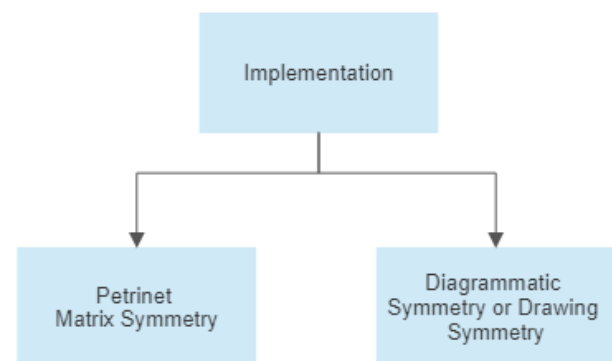 Implementation
Petrinet
Matrix Symmetry
Diagrammatic
Symmetry or Drawing
Symmetry